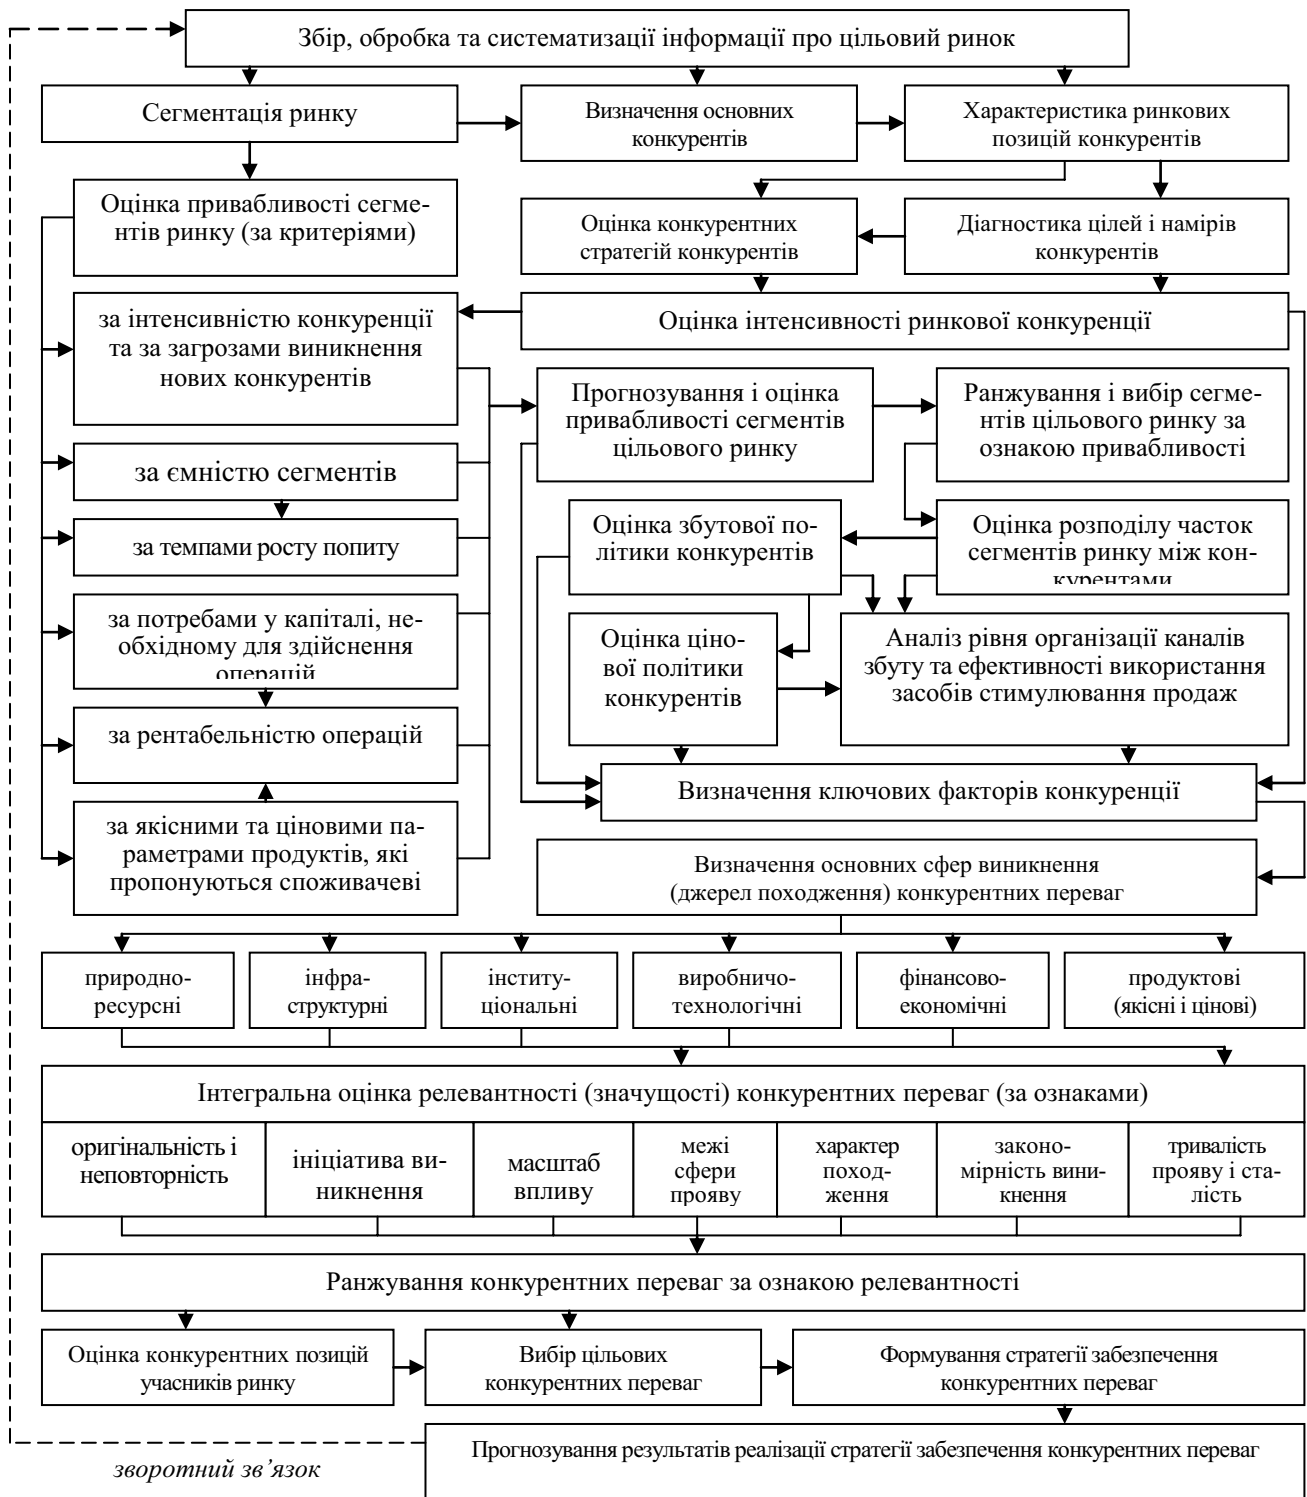 Збір, обробка та систематизації інформації про цільовий ринок
Сегментація ринку
Визначення основних
конкурентів
Характеристика ринкових
позицій конкурентів
Оцінка привабливості сегме-
нтів ринку (за критеріями)
Оцінка конкурентних
стратегій конкурентів
Діагностика цілей і намірів
конкурентів
за інтенсивністю конкуренції
та за загрозами виникнення
нових конкурентів
Оцінка інтенсивності ринкової конкуренції
Прогнозування і оцінка
привабливості сегментів
цільового ринку
Ранжування і вибір сегме-
нтів цільового ринку за
ознакою привабливості
за ємністю сегментів
за темпами росту попиту
Оцінка збутової по-
літики конкурентів
Оцінка розподілу часток
сегментів ринку між кон-
курентами
за потребами у капіталі, не-
обхідному для здійснення
операцій
Оцінка ціно-
вої політики
конкурентів
Аналіз рівня організації каналів
збуту та ефективності використання
засобів стимулювання продаж
за рентабельністю операцій
Визначення ключових факторів конкуренції
за якісними та ціновими па-
раметрами продуктів, які
пропонуються споживачеві
Визначення основних сфер виникнення
(джерел походження) конкурентних переваг
природно-
ресурсні
інфра-
структурні
інститу-
ціональні
виробничо-
технологічні
фінансово-
економічні
продуктові
(якісні і цінові)
Інтегральна оцінка релевантності (значущості) конкурентних переваг (за ознаками)
оригінальність і
неповторність
ініціатива ви-
никнення
масштаб
впливу
межі
сфери
прояву
характер
поход-
ження
законо-
мірність вини-
кнення
тривалість
прояву і ста-
лість
Ранжування конкурентних переваг за ознакою релевантності
Оцінка конкурентних позицій
учасників ринку
Вибір цільових
конкурентних переваг
Формування стратегії забезпечення
конкурентних переваг
Прогнозування результатів реалізації стратегії забезпечення конкурентних переваг
зворотний зв’язок